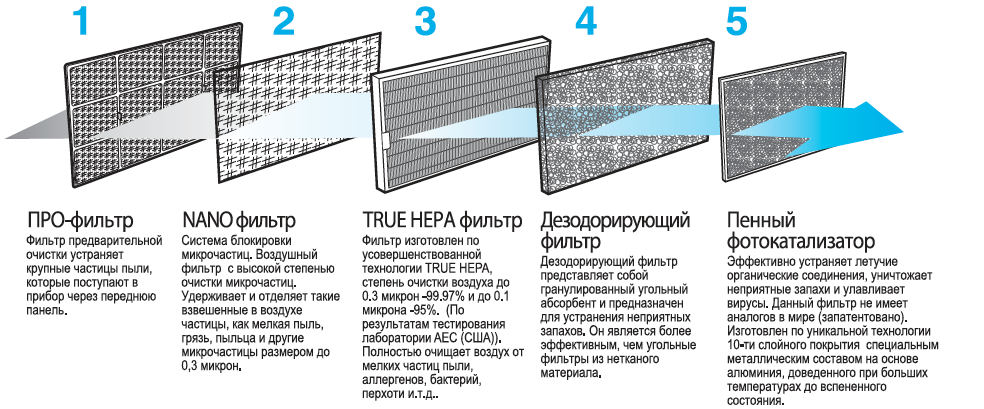 1
2
3
4
5
ПРО-фильтр
Фильтр предварительной
очистки устраняет
крупные частицы пыли,
которые поступают в
прибор через переднюю
панель.
NANO фильтр
Система блокировки
микрочастиц. Воздушный
фильтр с высокой степенью
очистки микрочастиц.
Удерживает и отделяет такие
взвешенные в воздухе
частицы, как мелкая пыль,
грязь, пыльца и другие
микрочастицы размером до
0,3 микрон.
TRUE HEPA фильтр
Фильтр изготовлен по
усовершенствованной
технологии TRUE HEPA,
степень очистки воздуха до
0.3 микрон -99.97% и до 0.1
микрона -95%. (По
результатам тестирования
лаборатории AEC (США)).
Полностью очищает воздух от
мелких частиц пыли,
аллергенов, бактерий,
перхоти и.т.д..
Дезодорирующий
фильтр
Дезодорирующий фильтр
представляет собой
гранулированный угольный
абсорбент и предназначен
для устранения неприятных
запахов. Он является более
эффективным, чем угольные
фильтры из нетканого
материала.
Пенный
фотокатализатор
Эффективно устраняет летучие
органические соединения, уничтожает
неприятные запахи и улавливает
вирусы. Данный фильтр не имеет
аналогов в мире (запатентовано).
Изготовлен по уникальной технологии
10-ти слойного покрытия специальным
металлическим составом на основе
алюминия, доведенного при больших
температурах до вспененного
состояния.